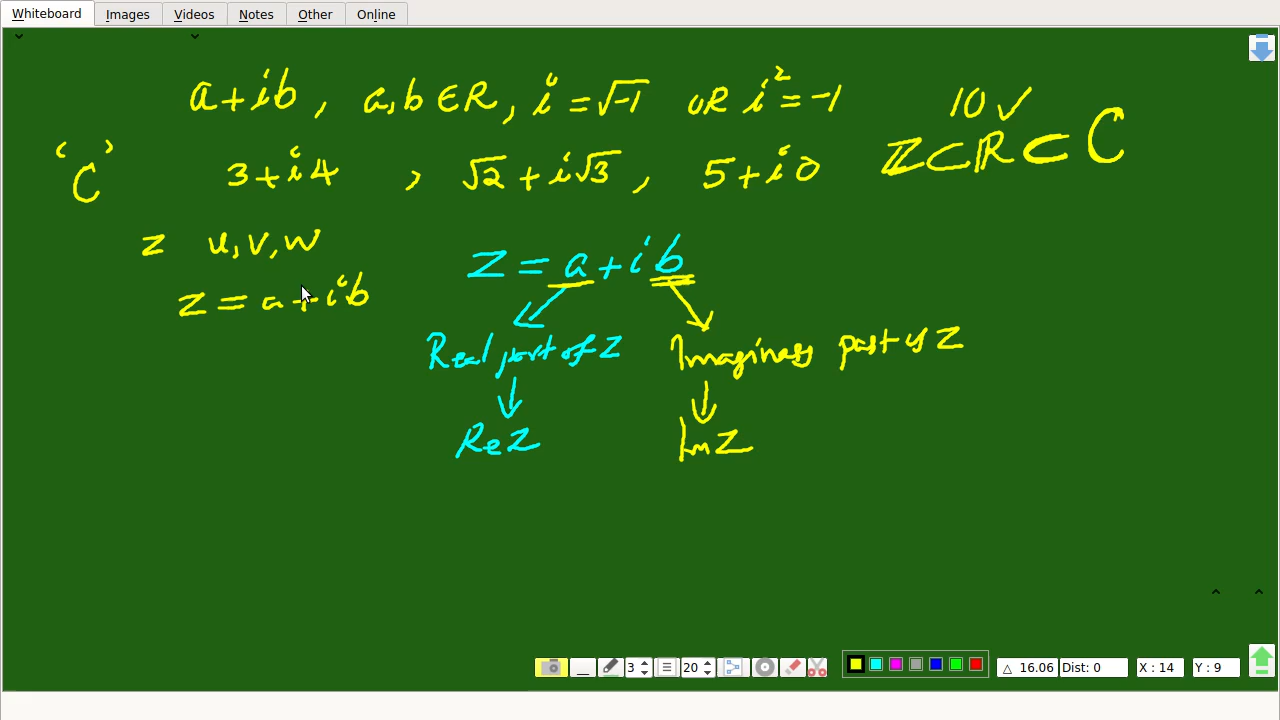 Whiteboard Images Videos Notes Other Online
a+ib, a,b ∈ R, i = √-1 OR i² = -1
10 ✓
ℤ ⊂ ℝ ⊂ C
'C' 3+i4, √2+i√3, 5+i0
z u, v, w
z = a+ib
Z = a+ib
Real part of Z Imaginary part of Z
Re Z Im Z
3 20 △ 16.06 Dist: 0 X : 14 Y : 9